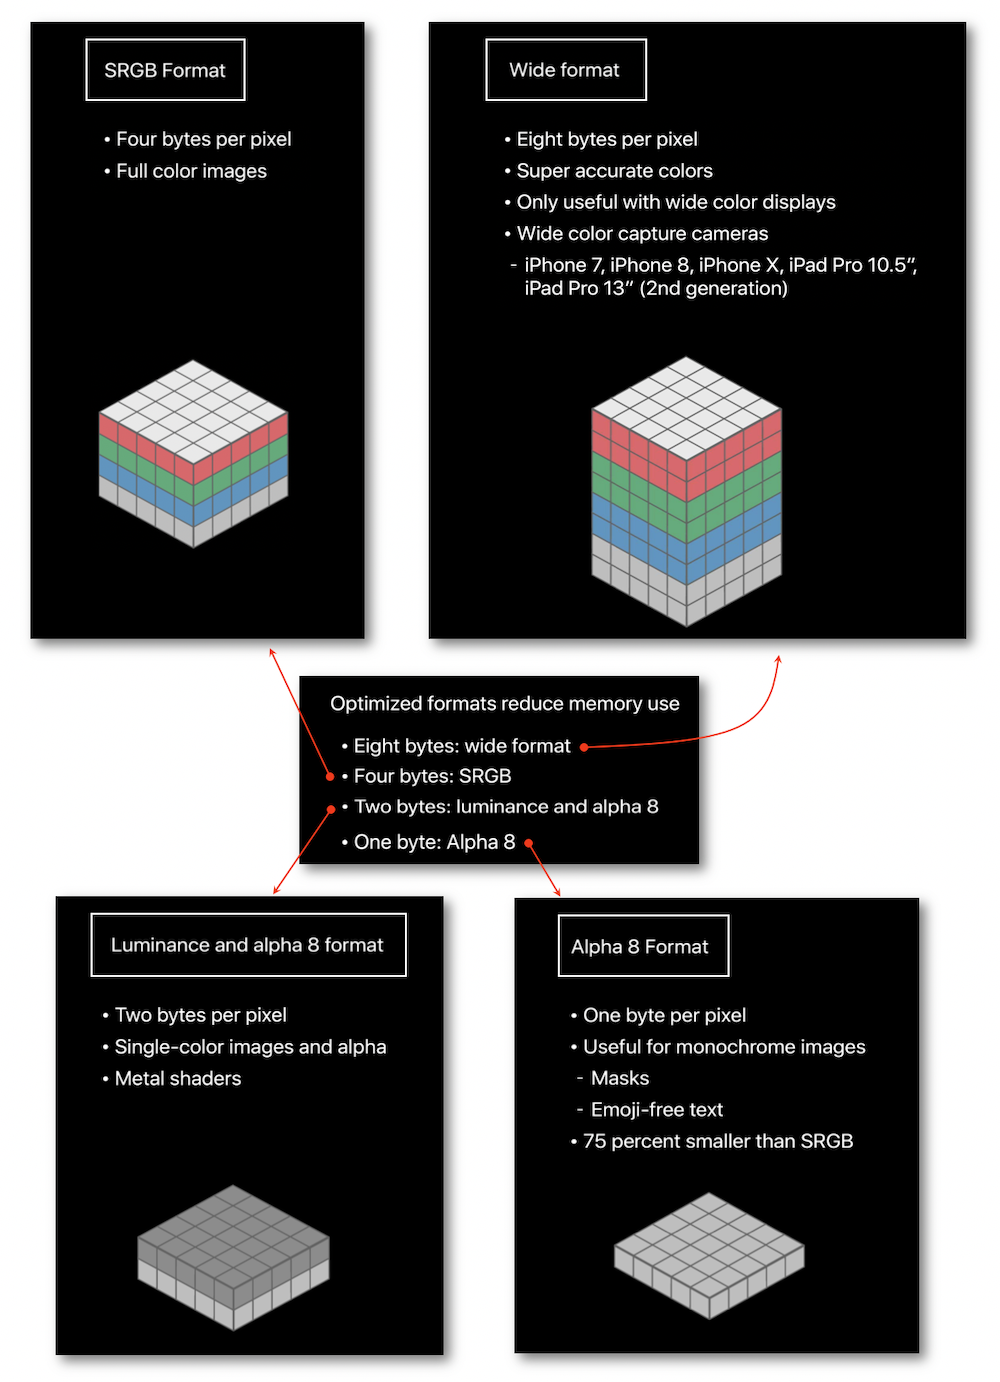 SRGB Format
• Four bytes per pixel
• Full color images
Wide format
• Eight bytes per pixel
• Super accurate colors
• Only useful with wide color displays
• Wide color capture cameras
- iPhone 7, iPhone 8, iPhone X, iPad Pro 10.5”,
iPad Pro 13” (2nd generation)
Optimized formats reduce memory use
• Eight bytes: wide format
• Four bytes: SRGB
• Two bytes: luminance and alpha 8
• One byte: Alpha 8
Luminance and alpha 8 format
• Two bytes per pixel
• Single-color images and alpha
• Metal shaders
Alpha 8 Format
• One byte per pixel
• Useful for monochrome images
- Masks
- Emoji-free text
• 75 percent smaller than SRGB